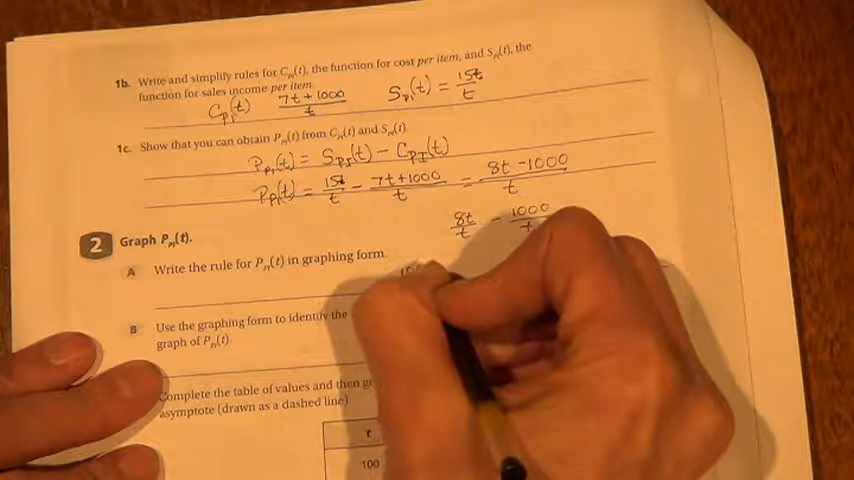 1b. Write and simplify rules for C_PI(t), the function for cost per item, and S_PI(t), the
function for sales income per item.
C_PI(t) (7t+1000)/t S_PI(t) = 15t/t
1c. Show that you can obtain P_PI(t) from C_PI(t) and S_PI(t).
P_PI(t) = S_PI(t) - C_PI(t)
P_PI(t) = 15t/t - (7t+1000)/t = (8t-1000)/t
8t/t - 1000/t
2 Graph P_PI(t).
A Write the rule for P_PI(t) in graphing form.
B Use the graphing form to identify the
graph of P_PI(t).
Complete the table of values and then
asymptote (drawn as a dashed line)
t
100